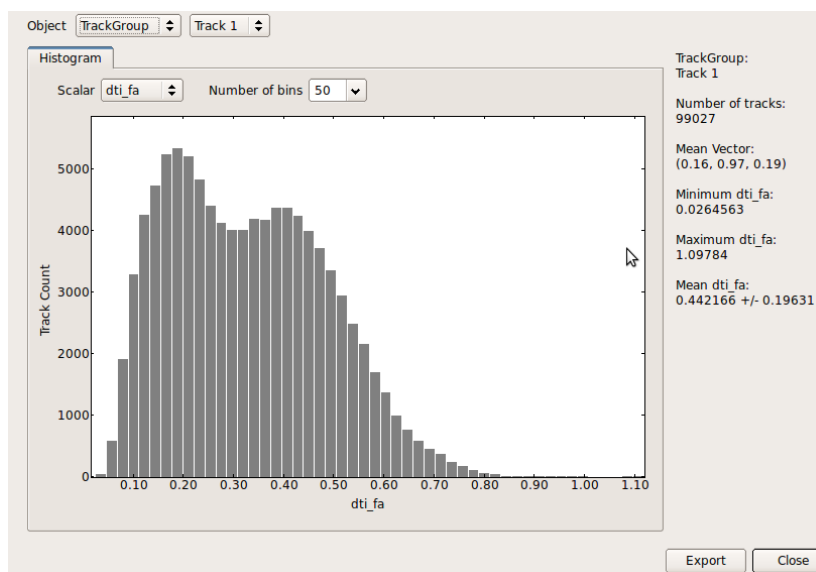 Object TrackGroup Track 1
Histogram
Scalar dti_fa Number of bins 50
Track Count
5000
4000
3000
2000
1000
0
0.10 0.20 0.30 0.40 0.50 0.60 0.70 0.80 0.90 1.00 1.10
dti_fa
TrackGroup:
Track 1
Number of tracks:
99027
Mean Vector:
(0.16, 0.97, 0.19)
Minimum dti_fa:
0.0264563
Maximum dti_fa:
1.09784
Mean dti_fa:
0.442166 +/- 0.19631
Export Close